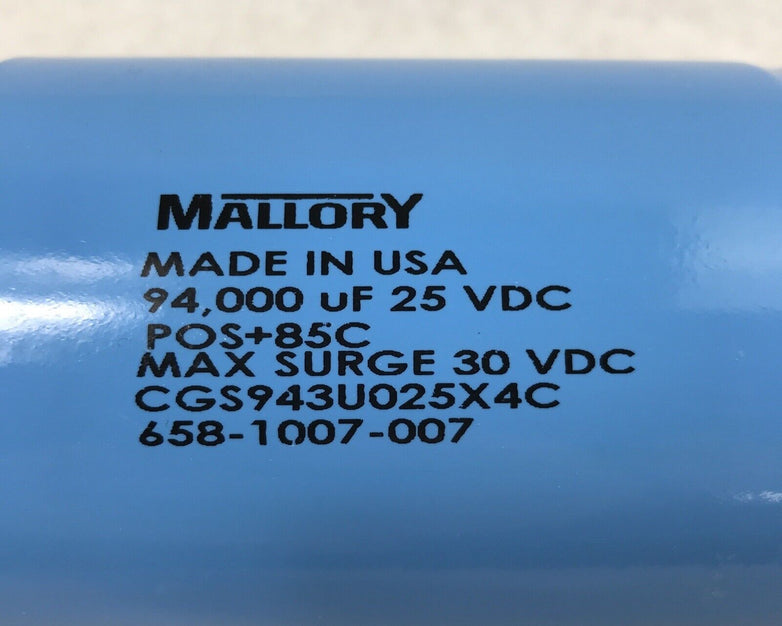 MALLORY
MADE IN USA
94,000 uF 25 VDC
POS+85C
MAX SURGE 30 VDC
CGS943U025X4C
658-1007-007